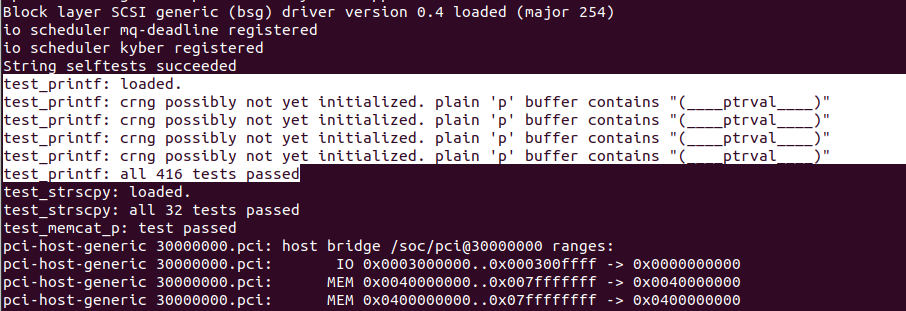 Block layer SCSI generic (bsg) driver version 0.4 loaded (major 254)
io scheduler mq-deadline registered
io scheduler kyber registered
String selftests succeeded
test_printf: loaded.
test_printf: crng possibly not yet initialized. plain 'p' buffer contains "(____ptrval____)"
test_printf: crng possibly not yet initialized. plain 'p' buffer contains "(____ptrval____)"
test_printf: crng possibly not yet initialized. plain 'p' buffer contains "(____ptrval____)"
test_printf: crng possibly not yet initialized. plain 'p' buffer contains "(____ptrval____)"
test_printf: all 416 tests passed
test_strscpy: loaded.
test_strscpy: all 32 tests passed
test_memcat_p: test passed
pci-host-generic 30000000.pci: host bridge /soc/pci@30000000 ranges:
pci-host-generic 30000000.pci:       IO 0x0003000000..0x000300ffff -> 0x0000000000
pci-host-generic 30000000.pci:      MEM 0x0040000000..0x007fffffff -> 0x0040000000
pci-host-generic 30000000.pci:      MEM 0x0400000000..0x07ffffffff -> 0x0400000000